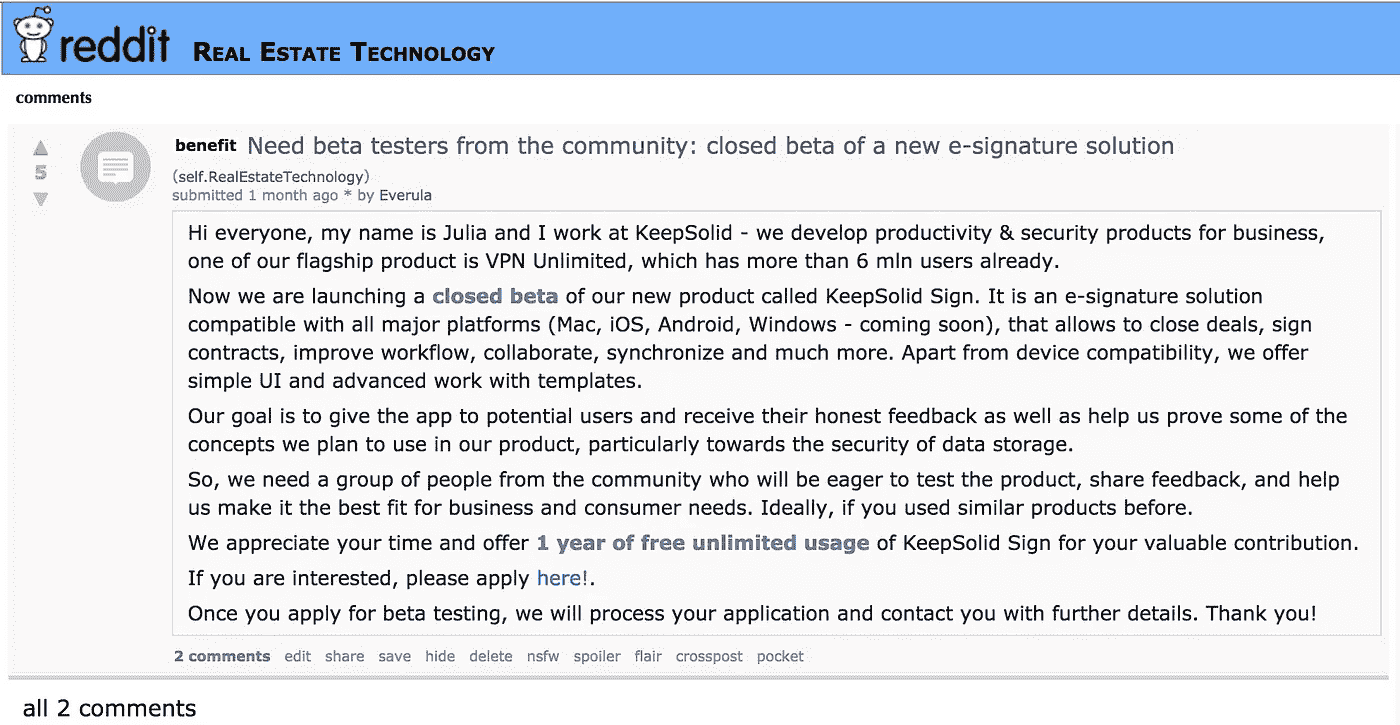 reddit REAL ESTATE TECHNOLOGY
comments
benefit Need beta testers from the community: closed beta of a new e-signature solution
5
(self.RealEstateTechnology)
submitted 1 month ago * by Everula
Hi everyone, my name is Julia and I work at KeepSolid - we develop productivity & security products for business,
one of our flagship product is VPN Unlimited, which has more than 6 mln users already.
Now we are launching a closed beta of our new product called KeepSolid Sign. It is an e-signature solution
compatible with all major platforms (Mac, iOS, Android, Windows - coming soon), that allows to close deals, sign
contracts, improve workflow, collaborate, synchronize and much more. Apart from device compatibility, we offer
simple UI and advanced work with templates.
Our goal is to give the app to potential users and receive their honest feedback as well as help us prove some of the
concepts we plan to use in our product, particularly towards the security of data storage.
So, we need a group of people from the community who will be eager to test the product, share feedback, and help
us make it the best fit for business and consumer needs. Ideally, if you used similar products before.
We appreciate your time and offer 1 year of free unlimited usage of KeepSolid Sign for your valuable contribution.
If you are interested, please apply here!.
Once you apply for beta testing, we will process your application and contact you with further details. Thank you!
2 comments edit share save hide delete nsfw spoiler flair crosspost pocket
all 2 comments